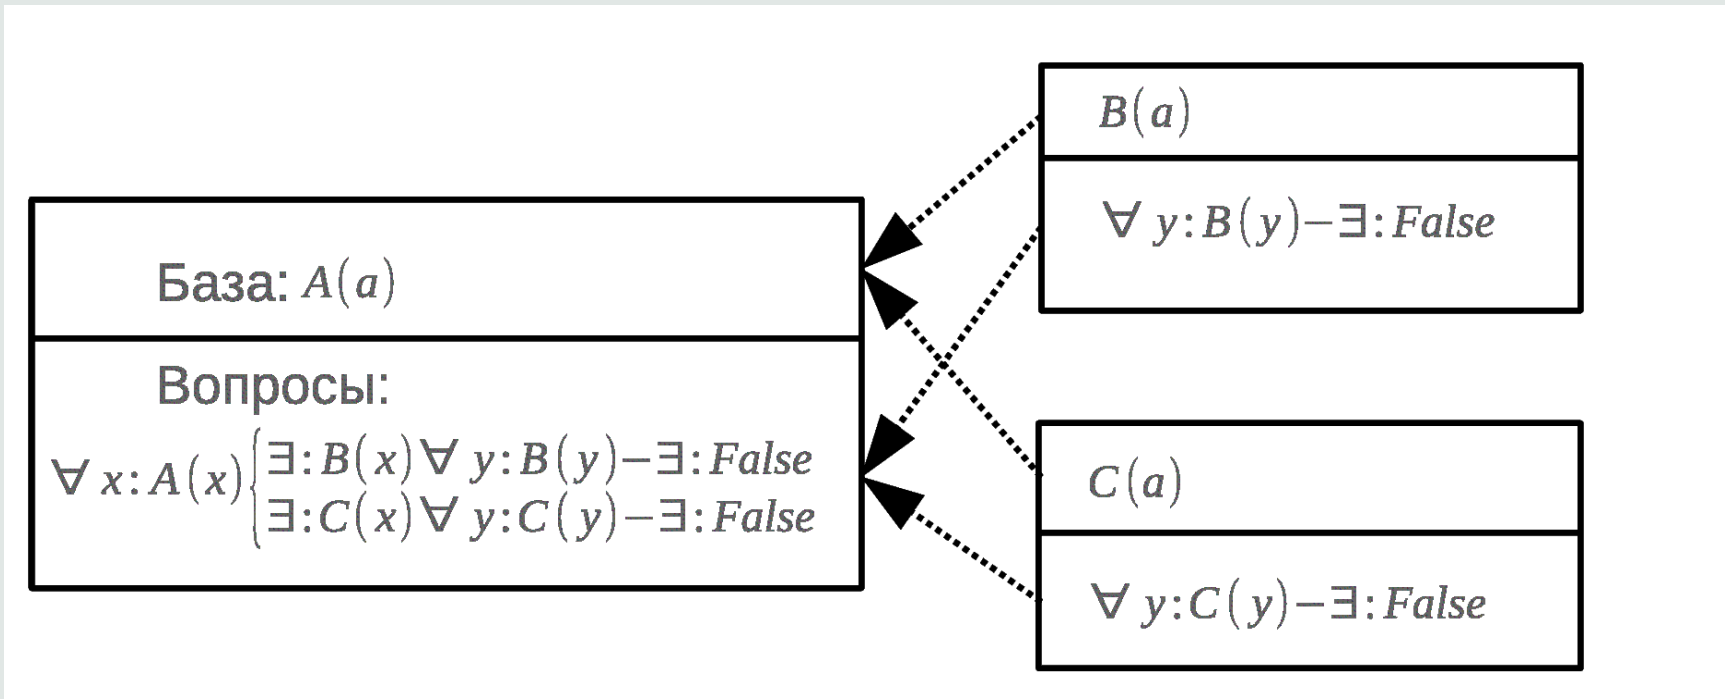 База: A(a)
Вопросы:
∀ x:A(x){∃:B(x)∀ y:B(y)−∃:False
∃:C(x)∀ y:C(y)−∃:False
B(a)
∀ y:B(y)−∃:False
C(a)
∀ y:C(y)−∃:False